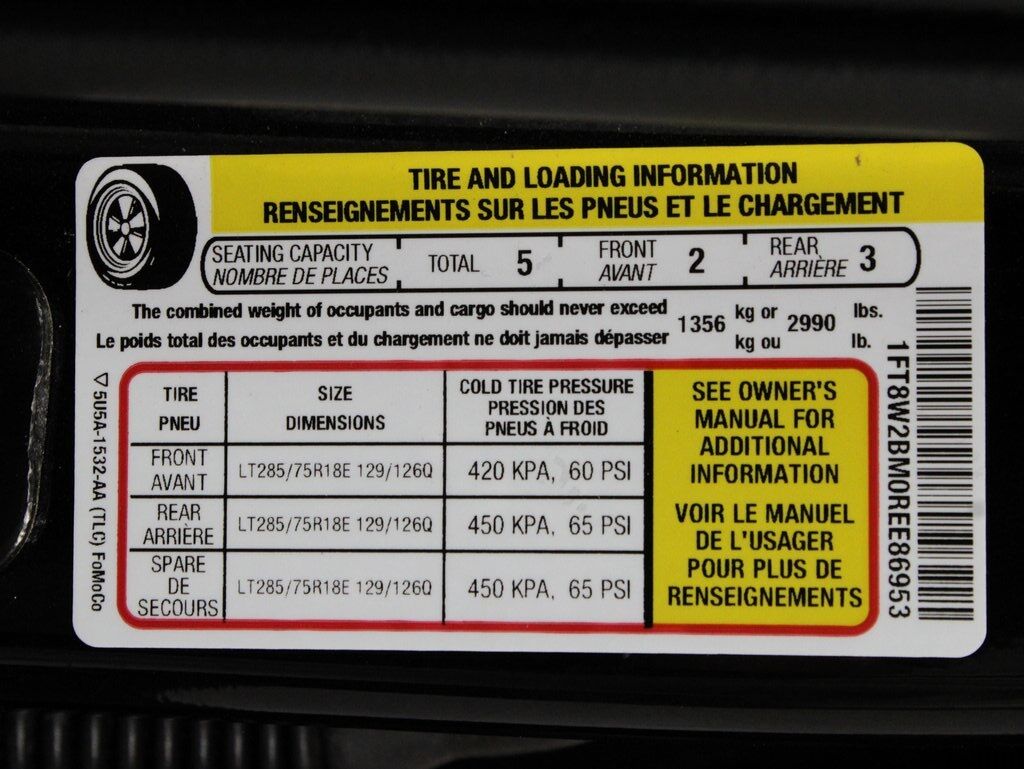 TIRE AND LOADING INFORMATION
RENSEIGNEMENTS SUR LES PNEUS ET LE CHARGEMENT
SEATING CAPACITY
NOMBRE DE PLACES
TOTAL 5
FRONT
AVANT
2
REAR
ARRIÈRE
3
The combined weight of occupants and cargo should never exceed
Le poids total des occupants et du chargement ne doit jamais dépasser
1356
kg or
kg ou
2990
lbs.
lb.
TIRE
PNEU
SIZE
DIMENSIONS
COLD TIRE PRESSURE
PRESSION DES
PNEUS À FROID
FRONT
AVANT
LT285/75R18E 129/126Q
420 KPA, 60 PSI
REAR
ARRIÈRE
LT285/75R18E 129/126Q
450 KPA, 65 PSI
SPARE
DE
SECOURS
LT285/75R18E 129/126Q
450 KPA, 65 PSI
SEE OWNER'S
MANUAL FOR
ADDITIONAL
INFORMATION
VOIR LE MANUEL
DE L'USAGER
POUR PLUS DE
RENSEIGNEMENTS
5U5A-1532-AA (TLC) FoMoCo
1FT8W2BM0REE86953